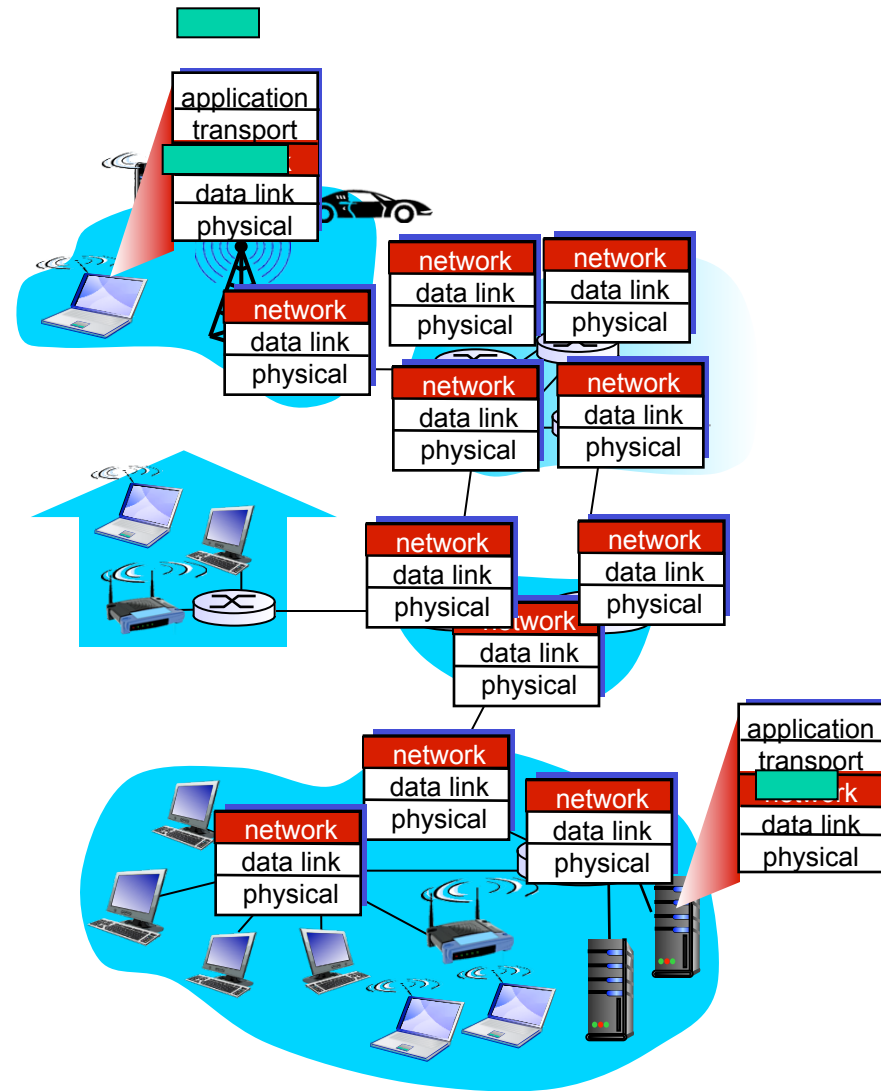 application
transport
k
data link
physical
network
data link
physical
network
data link
physical
network
data link
physical
network
data link
physical
network
data link
physical
network
data link
physical
network
data link
physical
network
data link
physical
application
transport
network
data link
physical
network
data link
physical
network
data link
physical
network
data link
physical